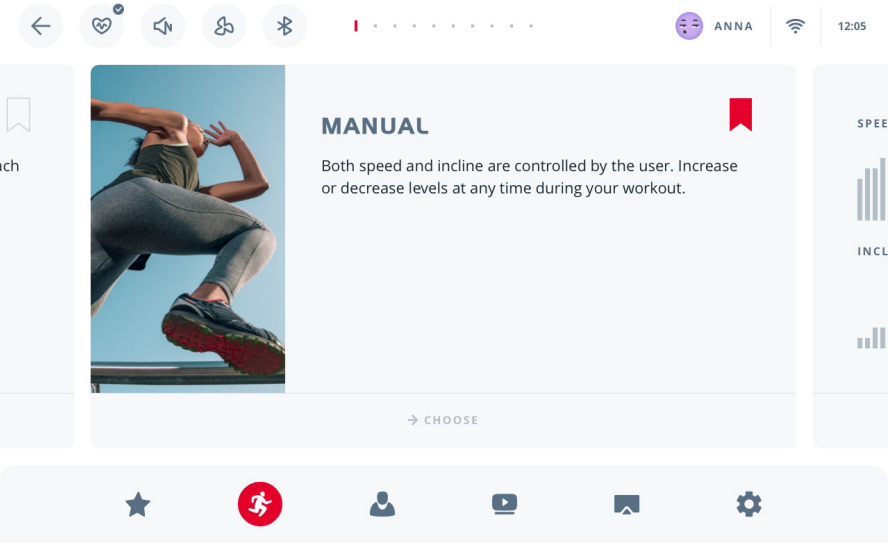 ANNA
12:05
ach
MANUAL
Both speed and incline are controlled by the user. Increase
or decrease levels at any time during your workout.
CHOOSE
SPEE
INCL